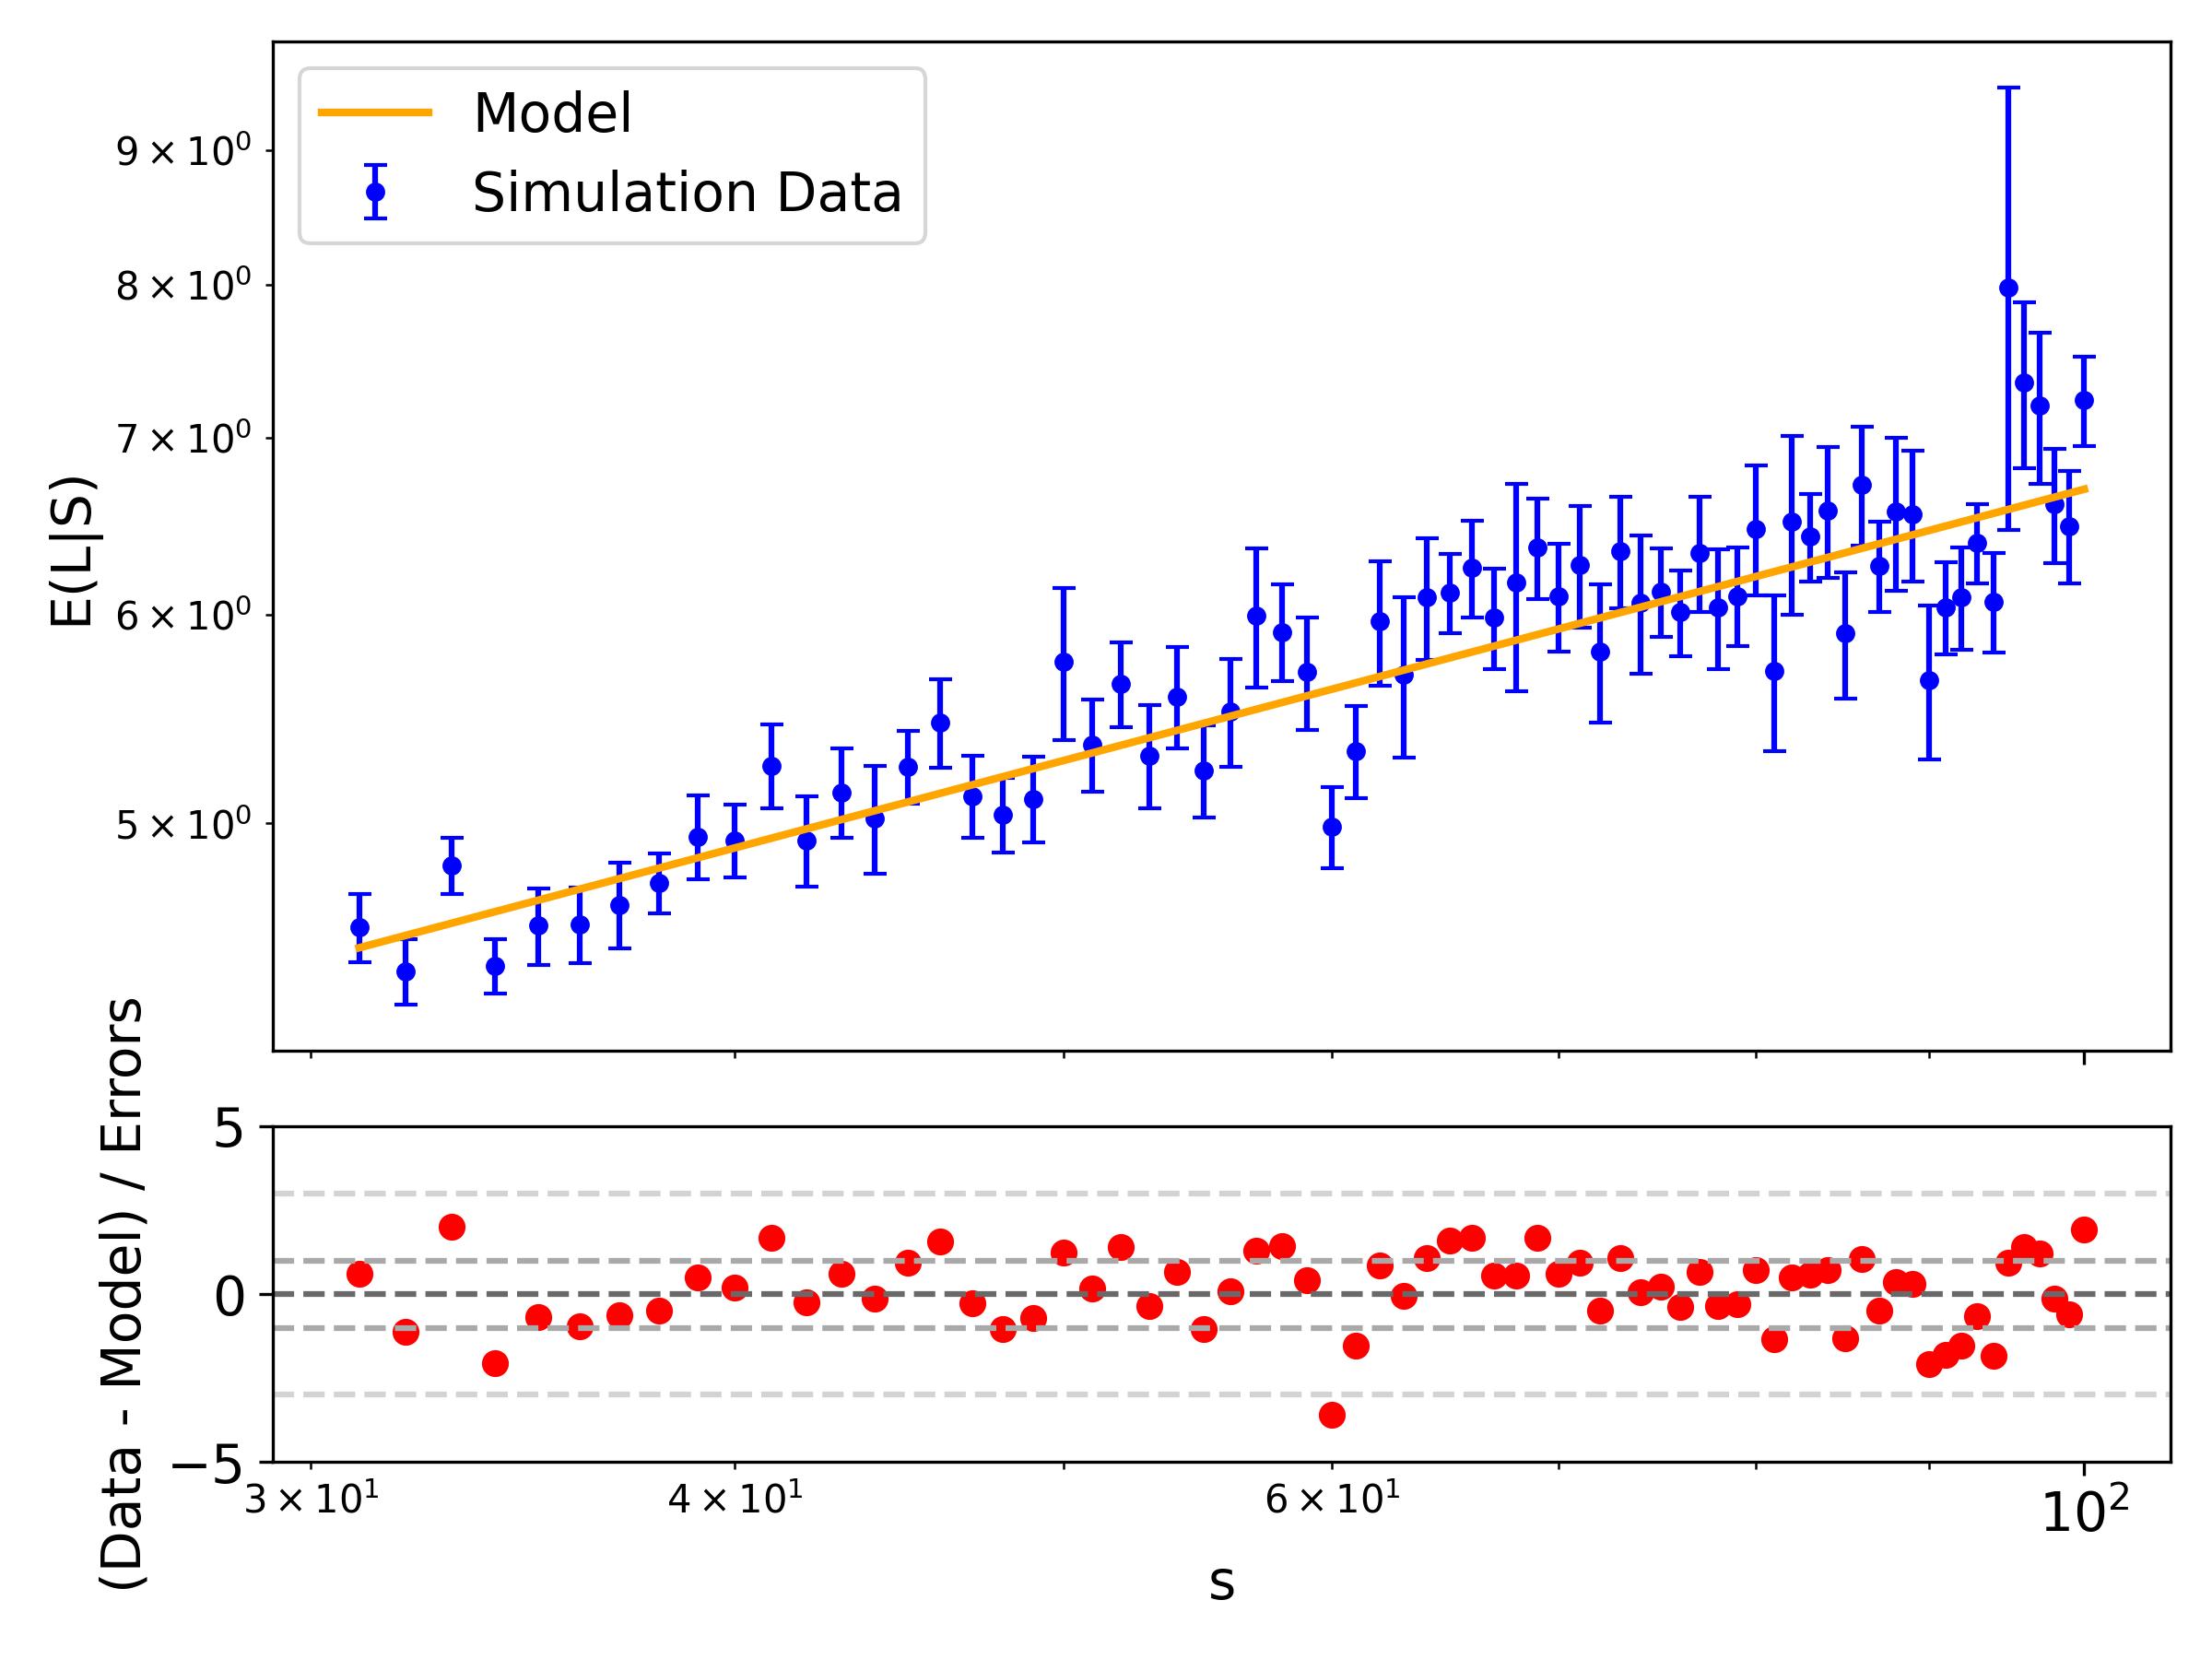 Model
Simulation Data
9 × 10⁰
8 × 10⁰
7 × 10⁰
6 × 10⁰
5 × 10⁰
E(L|S)
5
0
−5
(Data - Model) / Errors
3 × 10¹
4 × 10¹
6 × 10¹
10²
s